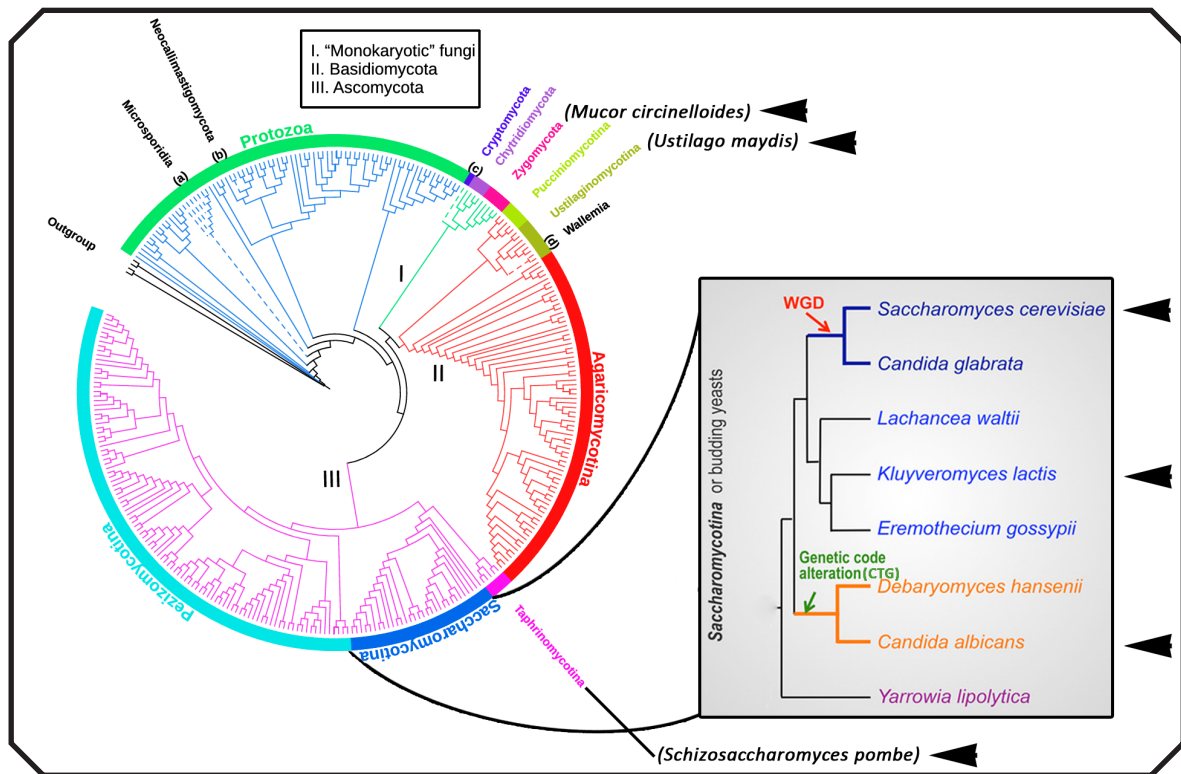 I. “Monokaryotic” fungi
II. Basidiomycota
III. Ascomycota
Neocallimastigomycota
Microsporidia
(a)
(b)
Protozoa
Outgroup
(c)
Cryptomycota
Chytridiomycota
Zygomycota
(Mucor circinelloides)
Pucciniomycotina
Ustilaginomycotina
(Ustilago maydis)
(d)
Wallemia
I
II
III
Agaricomycotina
Pezizomycotina
Saccharomycotina
Taphrinomycotina
(Schizosaccharomyces pombe)
Saccharomycotina or budding yeasts
WGD
Saccharomyces cerevisiae
Candida glabrata
Lachancea waltii
Kluyveromyces lactis
Eremothecium gossypii
Genetic code
alteration(CTG)
Debaryomyces hansenii
Candida albicans
Yarrowia lipolytica